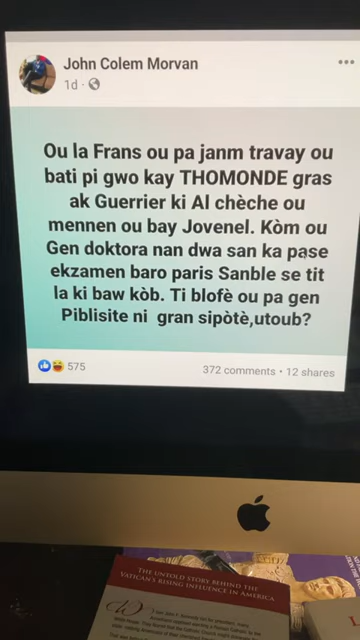 John Colem Morvan
1d ·
Ou la Frans ou pa janm travay ou
bati pi gwo kay THOMONDE gras
ak Guerrier ki Al chèche ou
mennen ou bay Jovenel. Kòm ou
Gen doktora nan dwa san ka pase
ekzamen baro paris Sanble se tit
la ki baw kòb. Ti blofè ou pa gen
Piblisite ni gran sipòtè,utoub?
575
372 comments • 12 shares
THE UNTOLD STORY BEHIND THE
VATICAN'S RISING INFLUENCE IN AMERICA